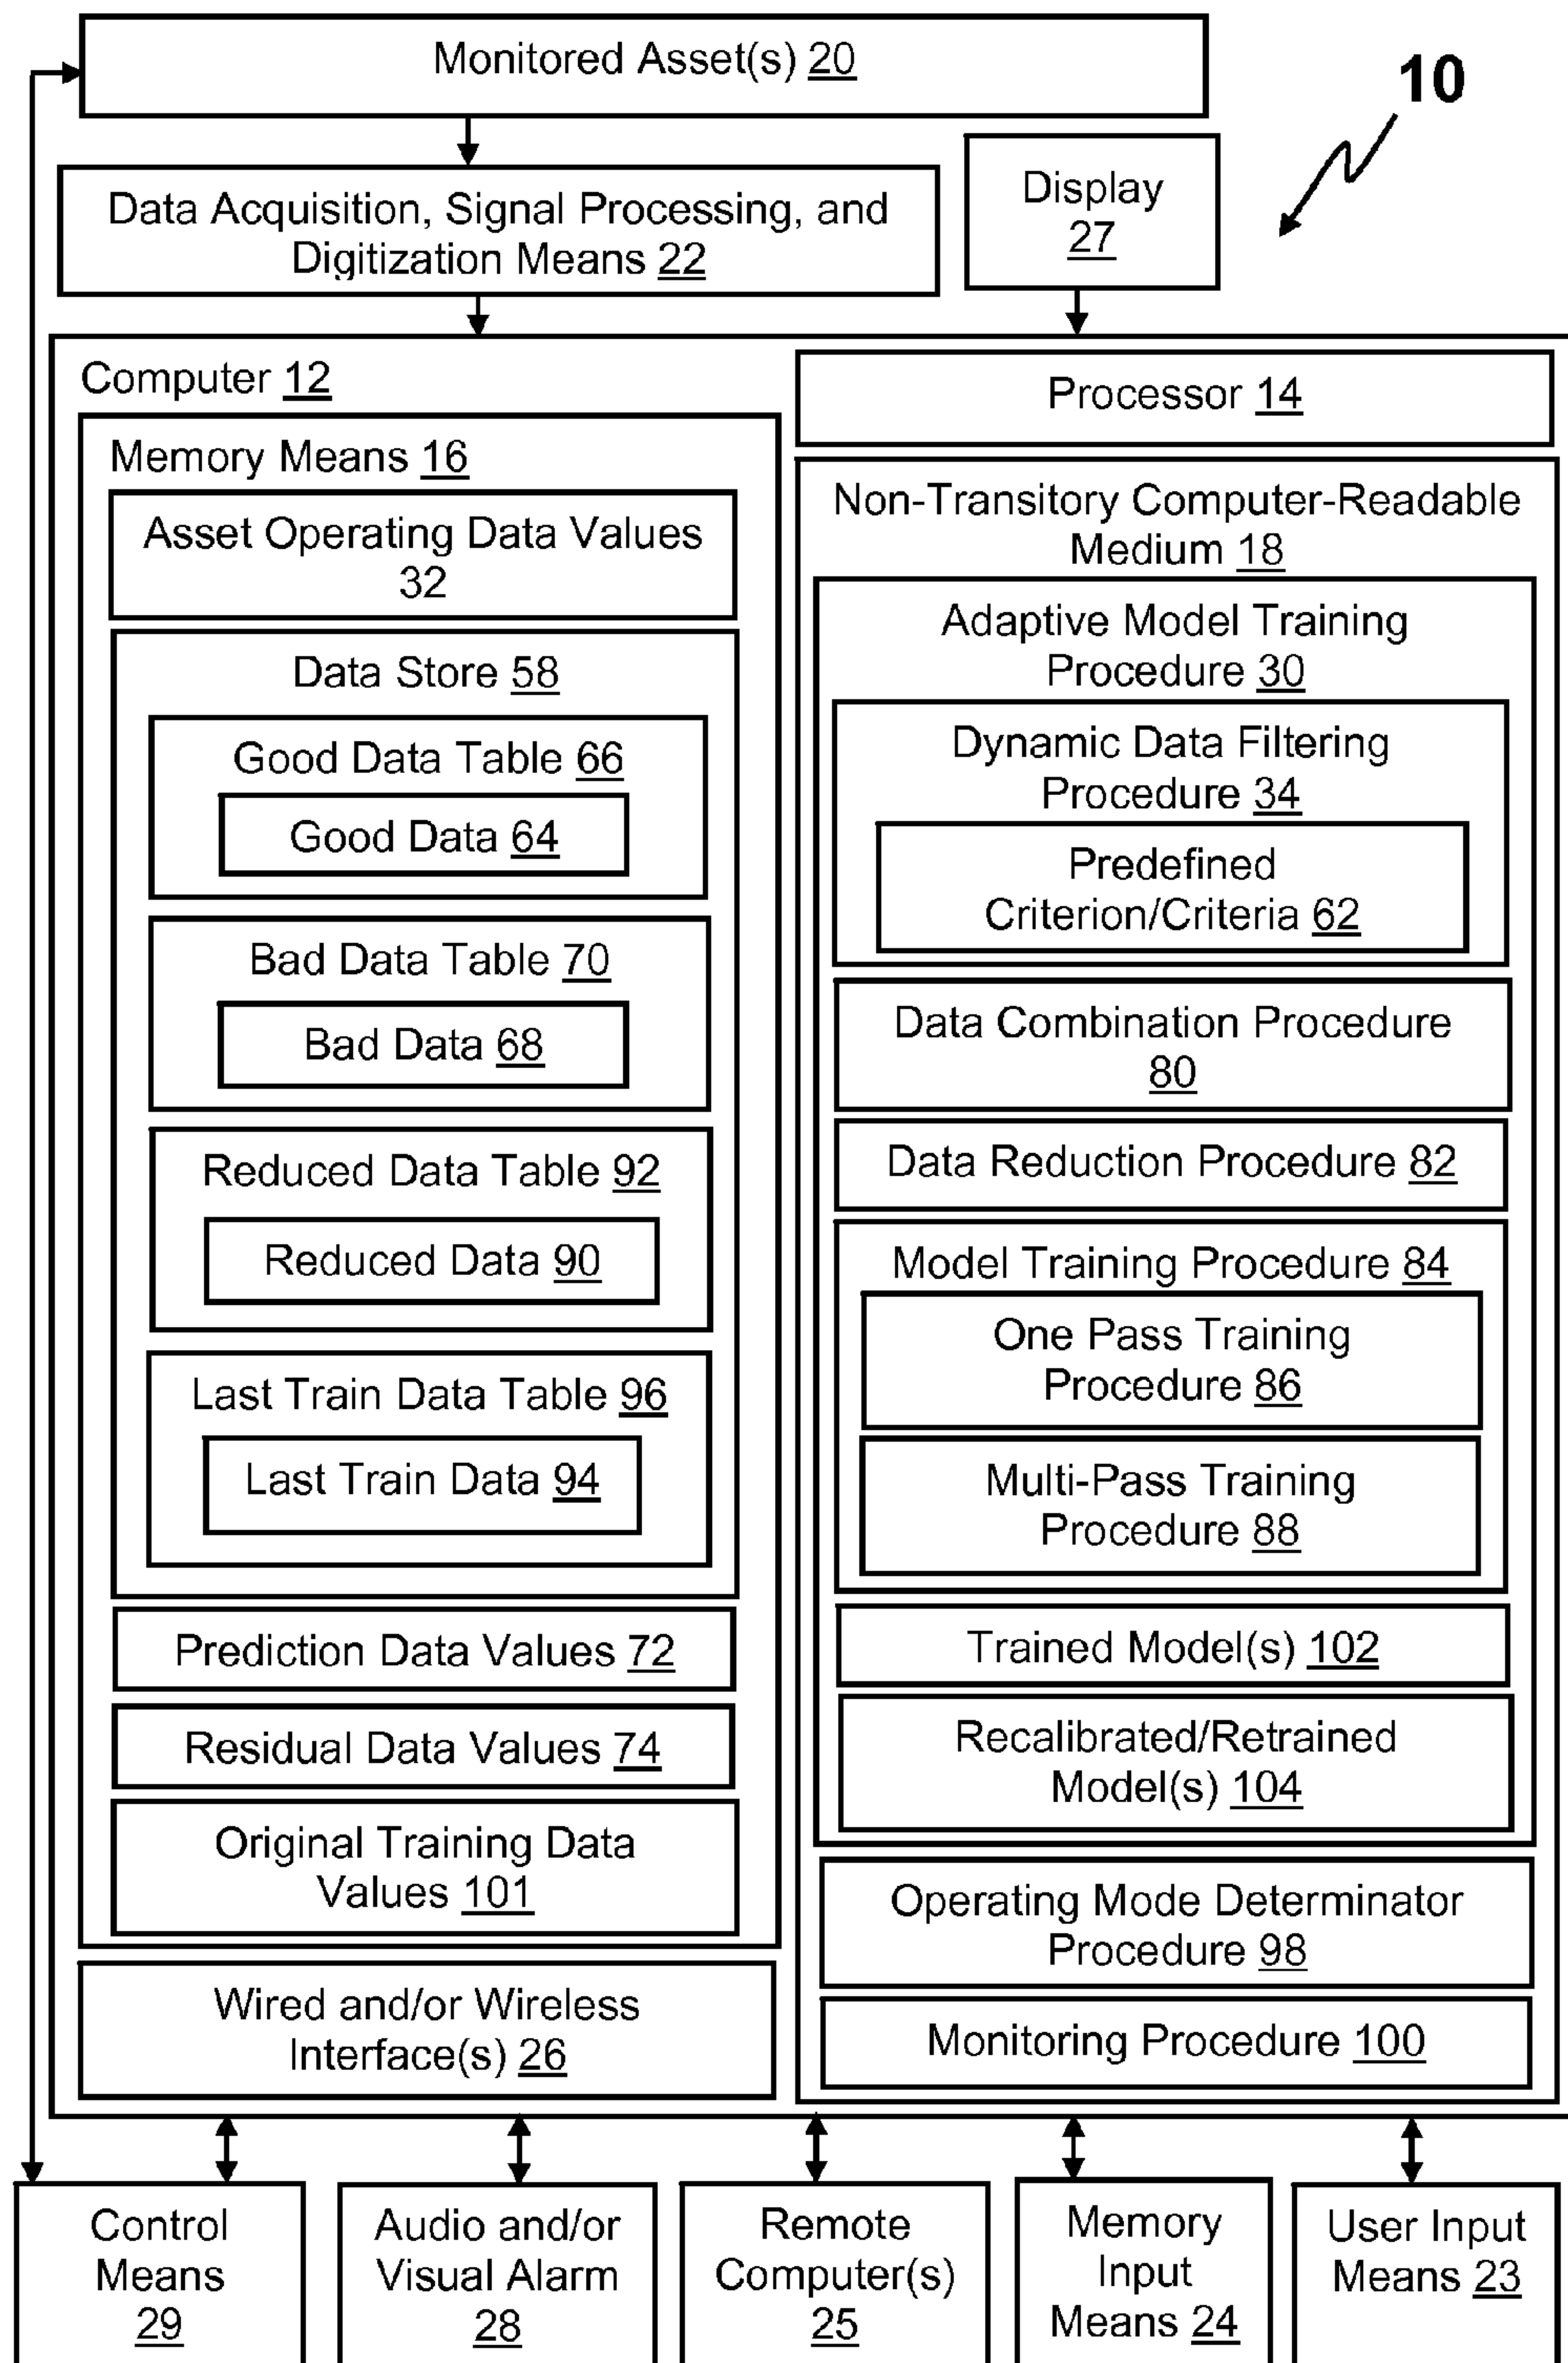 Monitored Asset(s) 20
10
Data Acquisition, Signal Processing, and
Digitization Means 22
Display
27
Computer 12
Memory Means 16
Asset Operating Data Values
32
Data Store 58
Good Data Table 66
Good Data 64
Bad Data Table 70
Bad Data 68
Reduced Data Table 92
Reduced Data 90
Last Train Data Table 96
Last Train Data 94
Prediction Data Values 72
Residual Data Values 74
Original Training Data
Values 101
Wired and/or Wireless
Interface(s) 26
Processor 14
Non-Transitory Computer-Readable
Medium 18
Adaptive Model Training
Procedure 30
Dynamic Data Filtering
Procedure 34
Predefined
Criterion/Criteria 62
Data Combination Procedure
80
Data Reduction Procedure 82
Model Training Procedure 84
One Pass Training
Procedure 86
Multi-Pass Training
Procedure 88
Trained Model(s) 102
Recalibrated/Retrained
Model(s) 104
Operating Mode Determinator
Procedure 98
Monitoring Procedure 100
Control
Means
29
Audio and/or
Visual Alarm
28
Remote
Computer(s)
25
Memory
Input
Means 24
User Input
Means 23